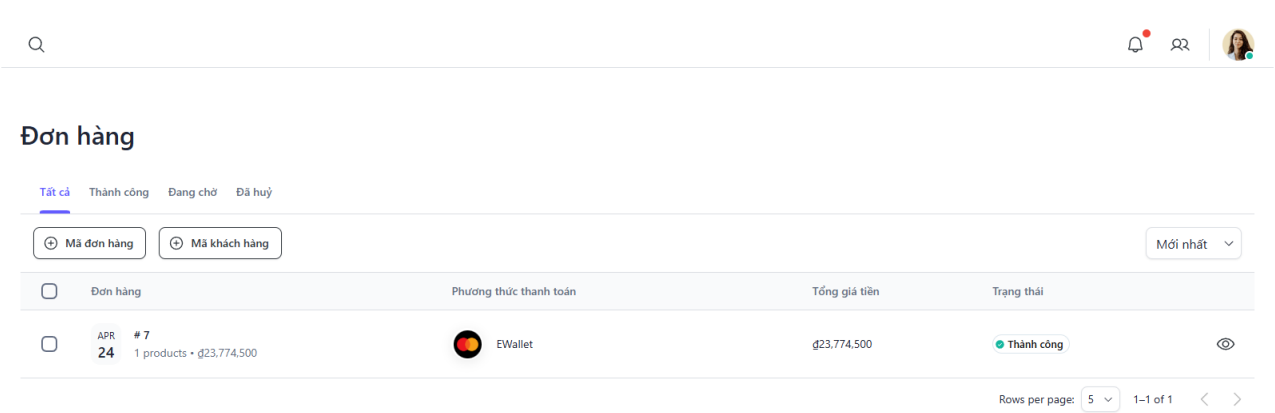 Đơn hàng
Tất cả Thành công Đang chờ Đã huỷ
Mã đơn hàng Mã khách hàng Mới nhất
Đơn hàng Phương thức thanh toán Tổng giá tiền Trạng thái
APR 24 # 7 1 products • ₫23,774,500 EWallet ₫23,774,500 Thành công
Rows per page: 5 1–1 of 1